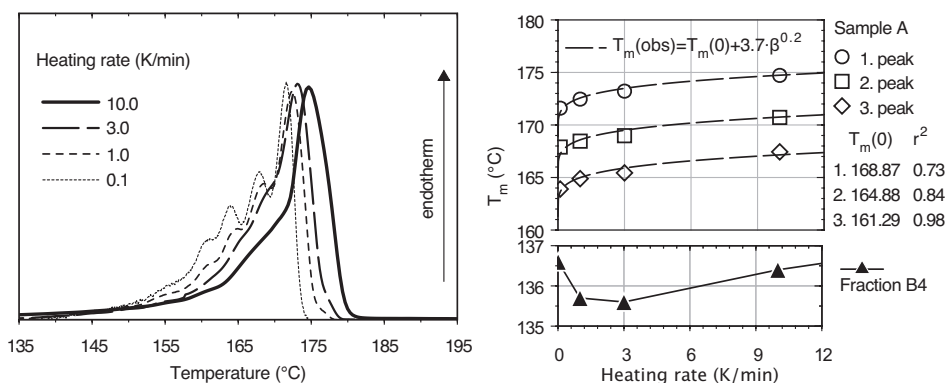 Heating rate (K/min)
10.0
3.0
1.0
0.1
endotherm
135 145 155 165 175 185 195
Temperature (°C)
T_m(obs)=T_m(0)+3.7·β^0.2
180
175
170
165
160
T_m (°C)
Sample A
1. peak
2. peak
3. peak
T_m(0) r²
1. 168.87 0.73
2. 164.88 0.84
3. 161.29 0.98
137
136
135
Fraction B4
0 3 6 9 12
Heating rate (K/min)